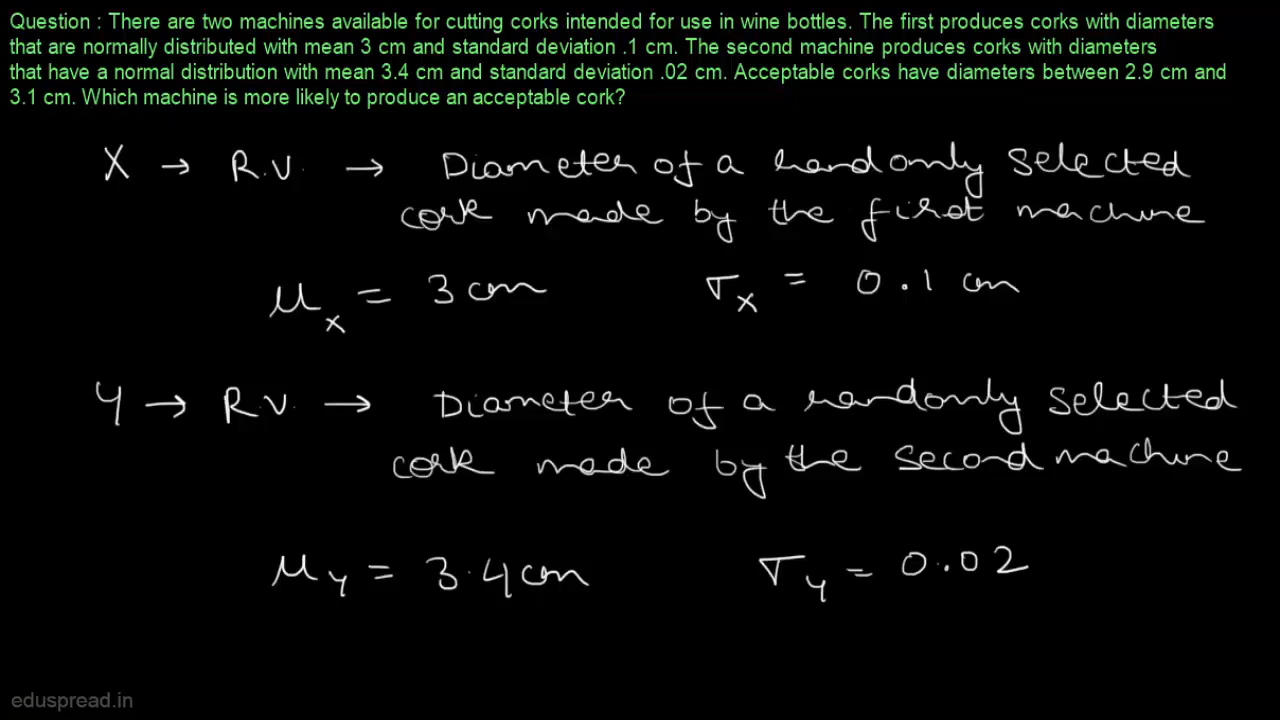 Question : There are two machines available for cutting corks intended for use in wine bottles. The first produces corks with diameters
that are normally distributed with mean 3 cm and standard deviation .1 cm. The second machine produces corks with diameters
that have a normal distribution with mean 3.4 cm and standard deviation .02 cm. Acceptable corks have diameters between 2.9 cm and
3.1 cm. Which machine is more likely to produce an acceptable cork?
X → R.V. → Diameter of a randomly selected
cork made by the first machine
μ_X = 3 cm σ_X = 0.1 cm
Y → R.V. → Diameter of a randomly selected
cork made by the second machine
μ_Y = 3.4 cm σ_Y = 0.02
eduspread.in